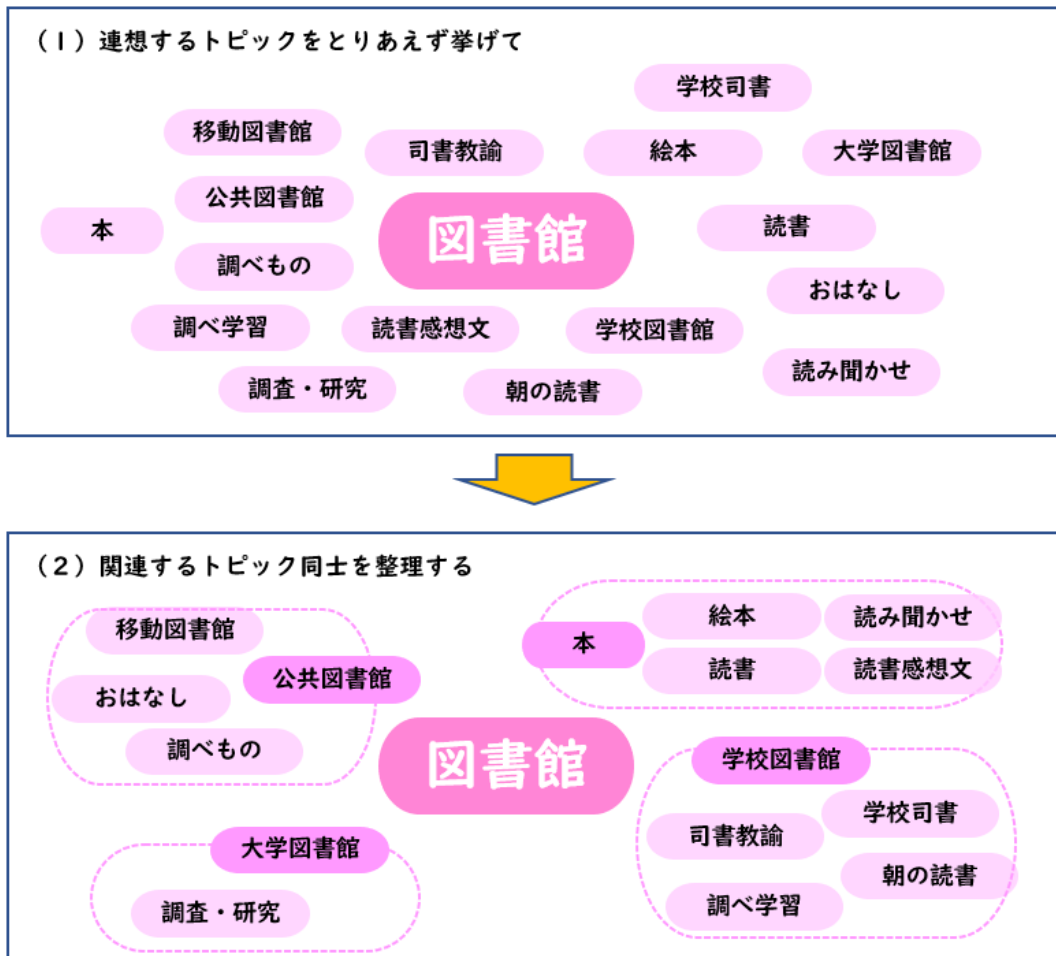 （１）連想するトピックをとりあえず挙げて
学校司書
移動図書館
司書教諭
絵本
大学図書館
公共図書館
本
図書館
読書
調べもの
おはなし
調べ学習
読書感想文
学校図書館
読み聞かせ
調査・研究
朝の読書
（２）関連するトピック同士を整理する
移動図書館
公共図書館
おはなし
調べもの
本
絵本
読み聞かせ
読書
読書感想文
図書館
学校図書館
学校司書
司書教諭
朝の読書
調べ学習
大学図書館
調査・研究